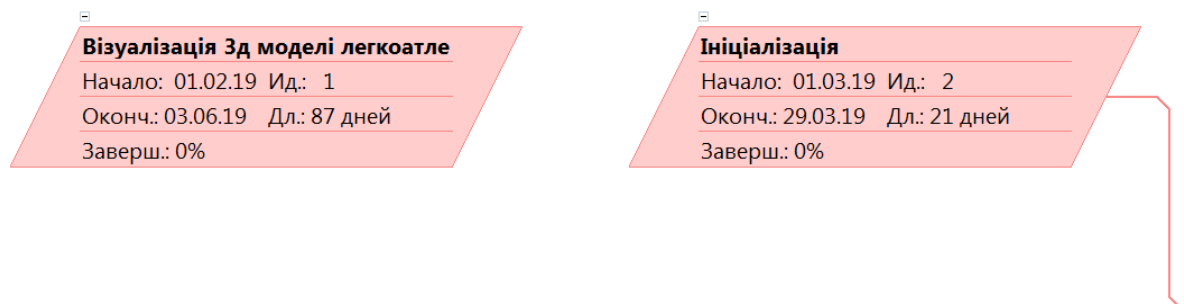 Візуалізація 3д моделі легкоатле
Начало: 01.02.19 Ид.: 1
Оконч.: 03.06.19 Дл.: 87 дней
Заверш.: 0%
Ініціалізація
Начало: 01.03.19 Ид.: 2
Оконч.: 29.03.19 Дл.: 21 дней
Заверш.: 0%